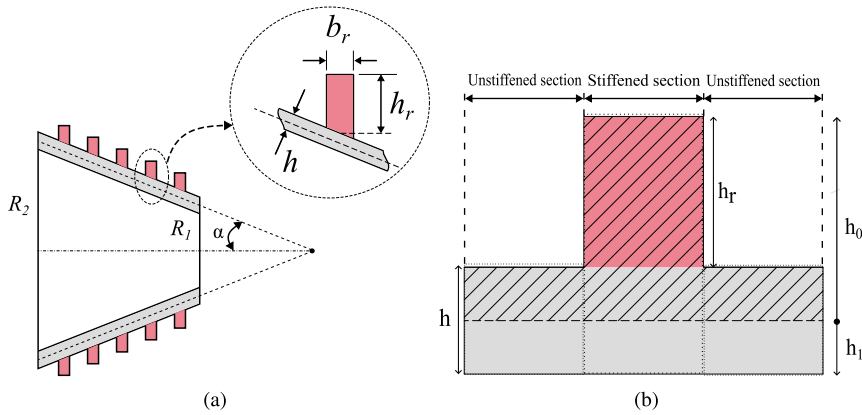 b_r
h_r
h
R_2
R_1
α
(a)
Unstiffened section
Stiffened section
Unstiffened section
h_r
h_0
h
h_1
(b)